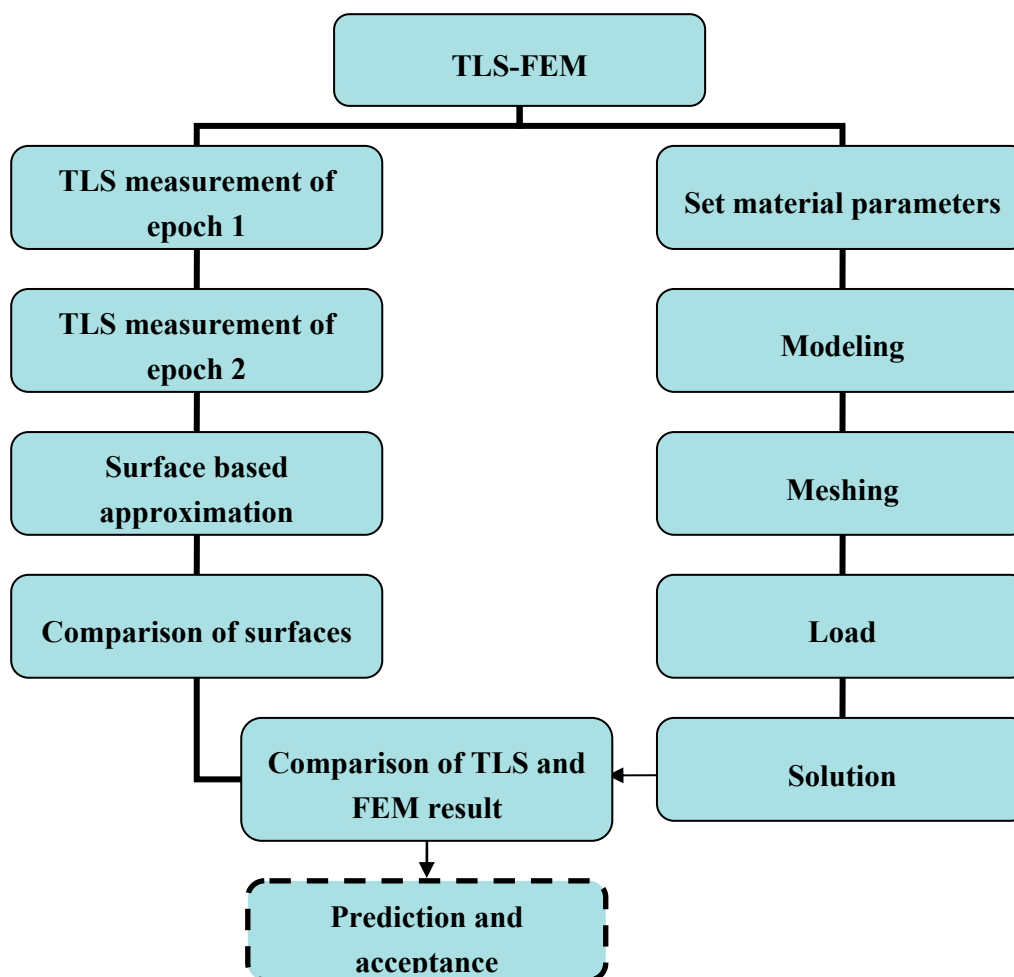 TLS-FEM
TLS measurement of
epoch 1
TLS measurement of
epoch 2
Surface based
approximation
Comparison of surfaces
Set material parameters
Modeling
Meshing
Load
Solution
Comparison of TLS and
FEM result
Prediction and
acceptance